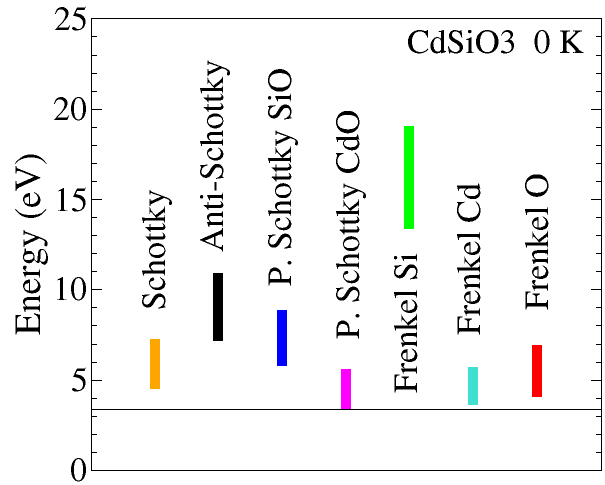 CdSiO3 0 K
Energy (eV)
25
20
15
10
5
0
Schottky
Anti-Schottky
P. Schottky SiO
P. Schottky CdO
Frenkel Si
Frenkel Cd
Frenkel O